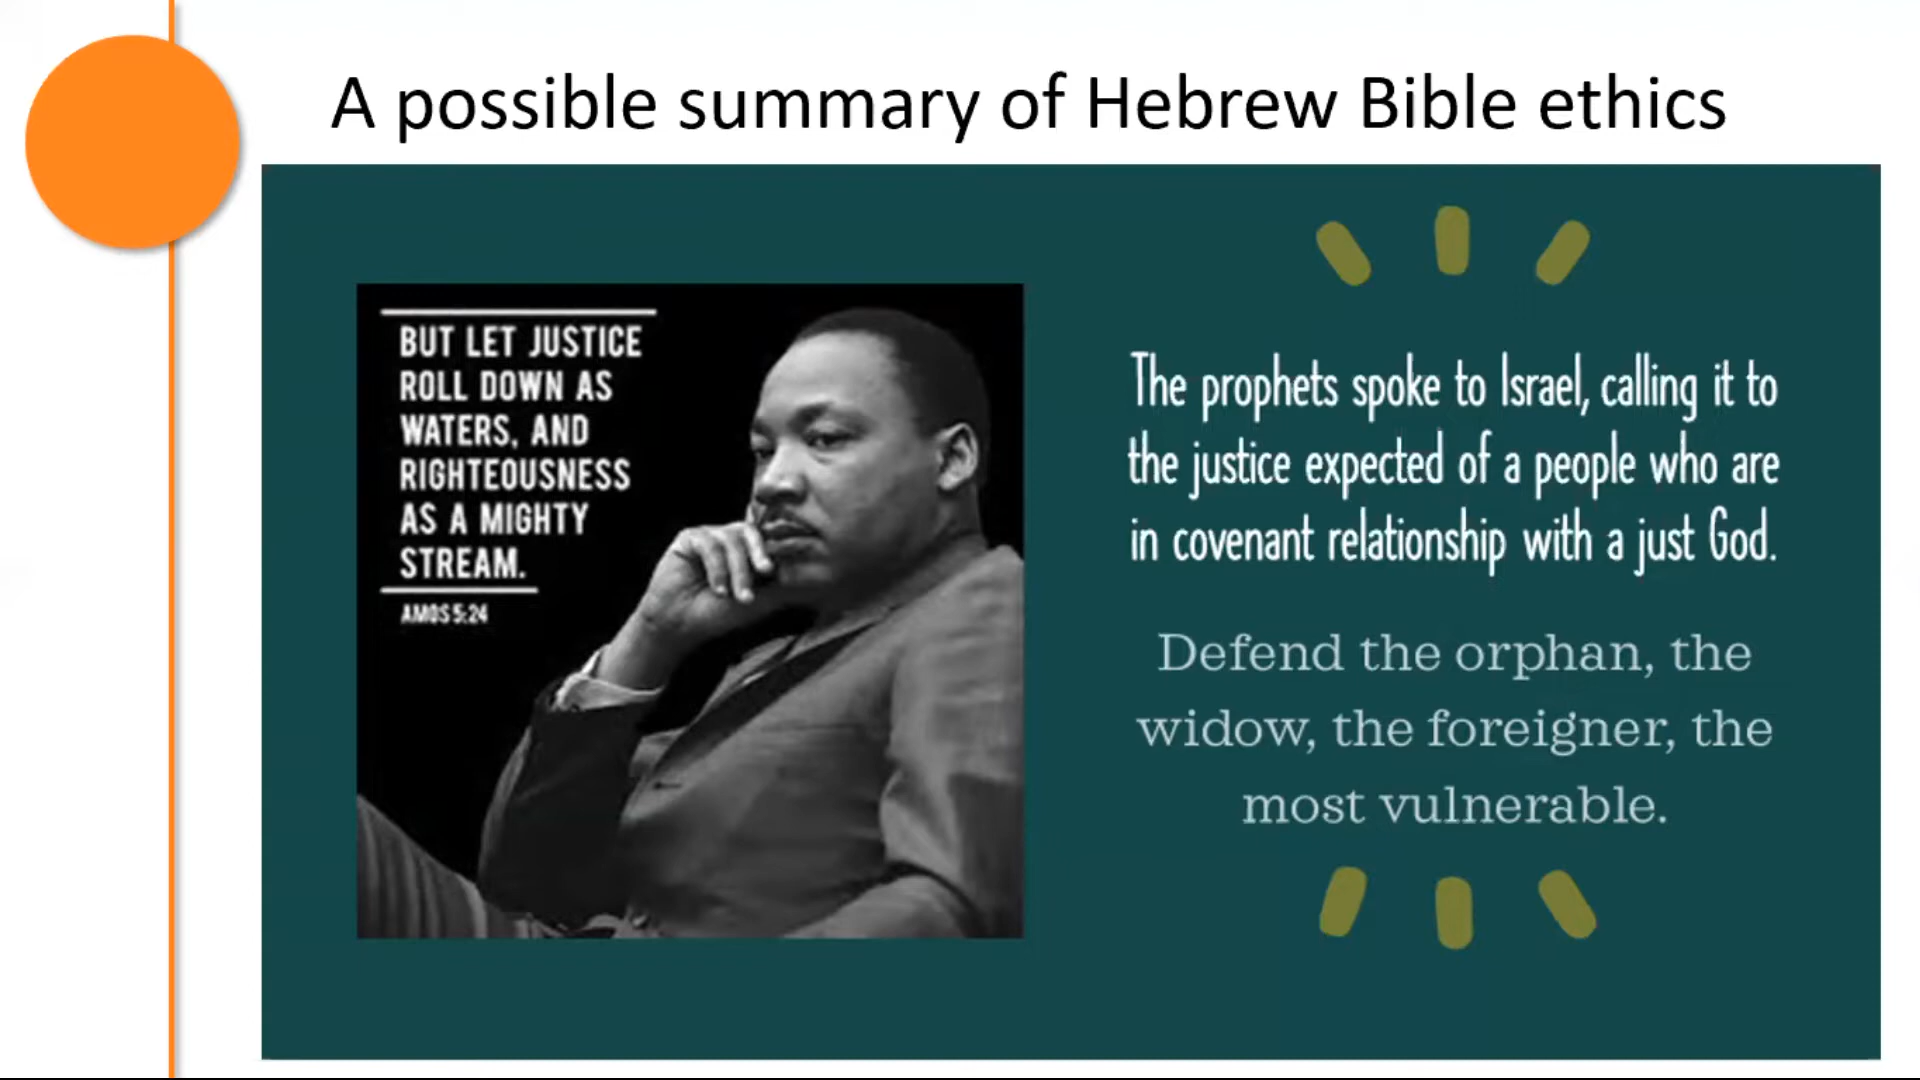 A possible summary of Hebrew Bible ethics
BUT LET JUSTICE
ROLL DOWN AS
WATERS, AND
RIGHTEOUSNESS
AS A MIGHTY
STREAM.
AMOS 5:24
The prophets spoke to Israel, calling it to
the justice expected of a people who are
in covenant relationship with a just God.
Defend the orphan, the
widow, the foreigner, the
most vulnerable.